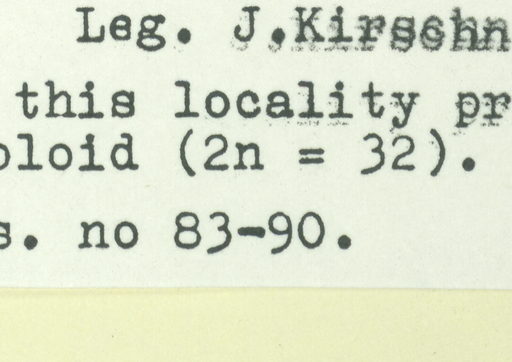 Leg. J.Kirschn
this locality pr
ploid (2n = 32).
s. no 83-90.